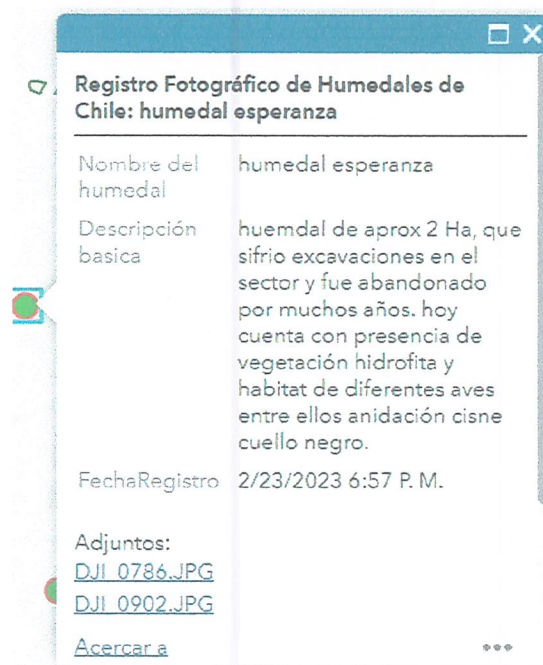 Registro Fotográfico de Humedales de
Chile: humedal esperanza
Nombre del humedal esperanza
humedal
Descripción huemdal de aprox 2 Ha, que
basica sifrio excavaciones en el
sector y fue abandonado
por muchos años. hoy
cuenta con presencia de
vegetación hidrofita y
habitat de diferentes aves
entre ellos anidación cisne
cuello negro.
FechaRegistro 2/23/2023 6:57 P. M.
Adjuntos:
DJI_0786.JPG
DJI_0902.JPG
Acercar a